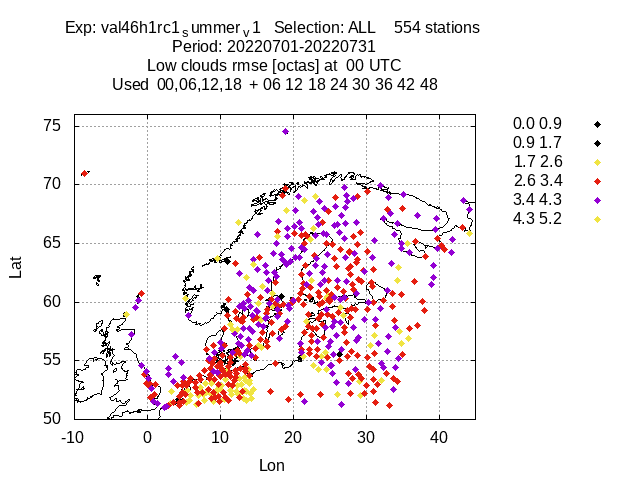 Exp: val46h1rc1summerv1 Selection: ALL 554 stations
Period: 20220701-20220731
Low clouds rmse [octas] at 00 UTC
Used 00,06,12,18 + 06 12 18 24 30 36 42 48
0.0 0.9
0.9 1.7
1.7 2.6
2.6 3.4
3.4 4.3
4.3 5.2
75
70
65
60
55
50
Lat
-10 0 10 20 30 40
Lon